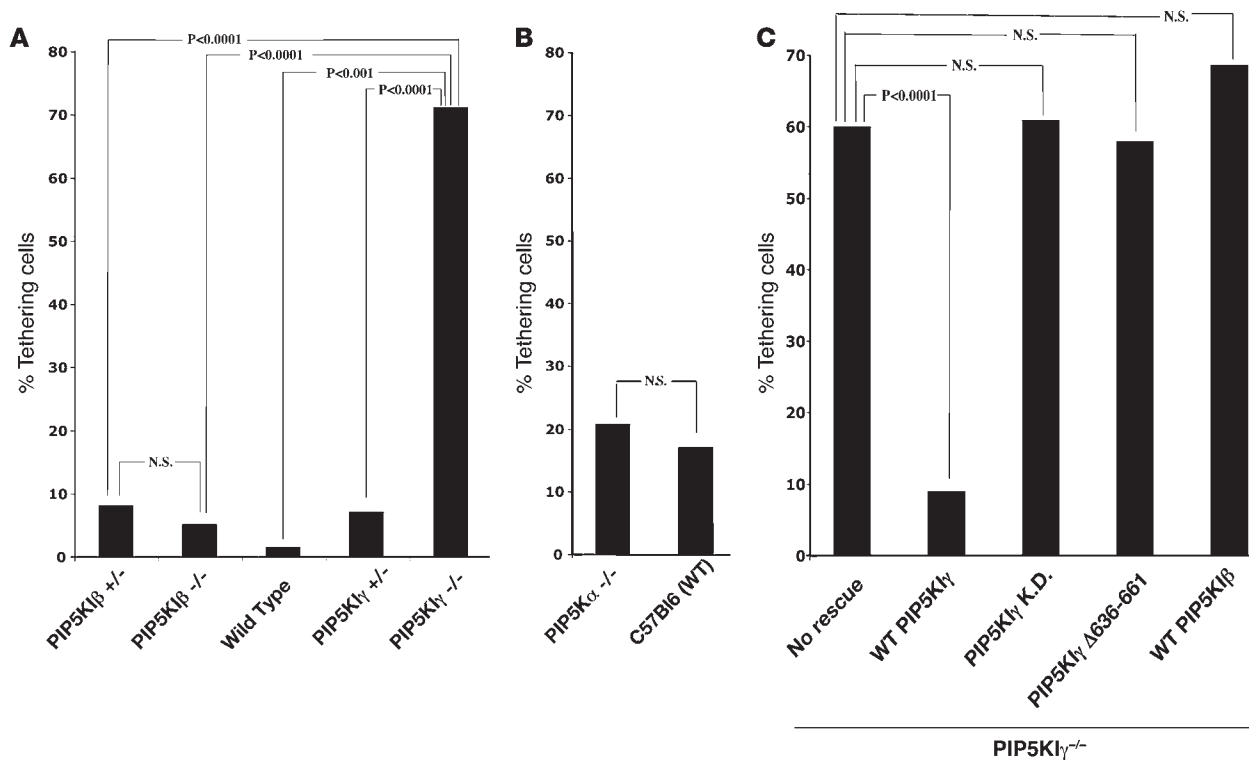 A
P<0.0001
P<0.0001
P<0.001
P<0.0001
N.S.
% Tethering cells
80
70
60
50
40
30
20
10
0
PIP5KIβ +/-
PIP5KIβ -/-
Wild Type
PIP5KIγ +/-
PIP5KIγ -/-
B
N.S.
% Tethering cells
80
70
60
50
40
30
20
10
0
PIP5Kα -/-
C57Bl6 (WT)
C
N.S.
N.S.
N.S.
P<0.0001
% Tethering cells
70
60
50
40
30
20
10
0
No rescue
WT PIP5KIγ
PIP5KIγ K.D.
PIP5KIγ Δ636-661
WT PIP5KIβ
PIP5KIγ-/-